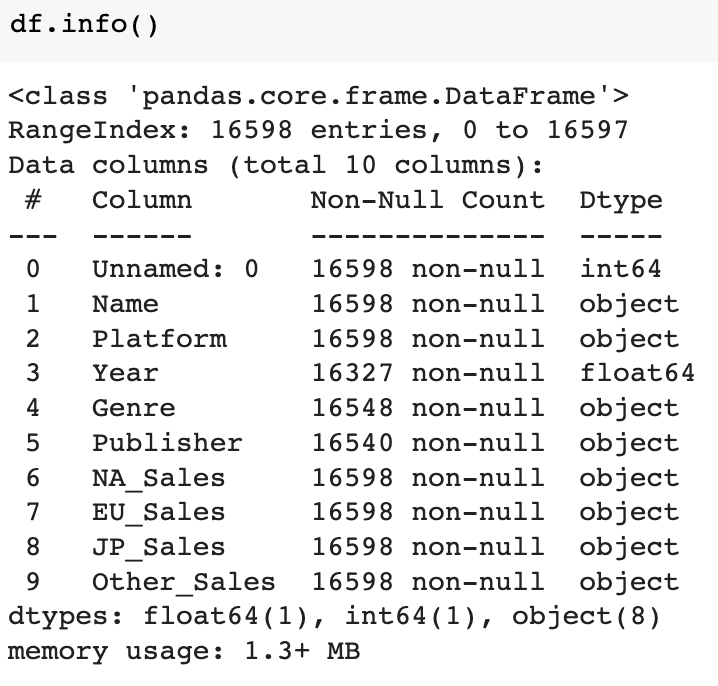 df.info()
<class 'pandas.core.frame.DataFrame'>
RangeIndex: 16598 entries, 0 to 16597
Data columns (total 10 columns):
 #   Column       Non-Null Count  Dtype
---  ------       --------------  -----
 0   Unnamed: 0   16598 non-null  int64
 1   Name         16598 non-null  object
 2   Platform     16598 non-null  object
 3   Year         16327 non-null  float64
 4   Genre        16548 non-null  object
 5   Publisher    16540 non-null  object
 6   NA_Sales     16598 non-null  object
 7   EU_Sales     16598 non-null  object
 8   JP_Sales     16598 non-null  object
 9   Other_Sales  16598 non-null  object
dtypes: float64(1), int64(1), object(8)
memory usage: 1.3+ MB